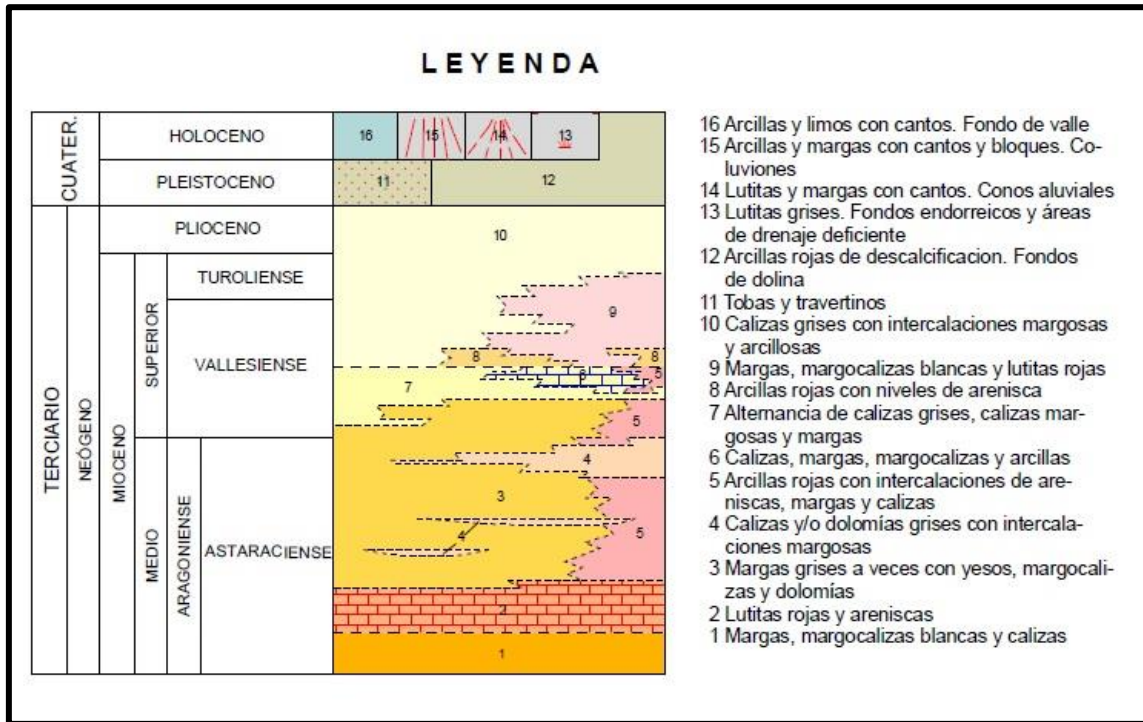 LEYENDA
CUATER.
HOLOCENO
16
15
14
13
PLEISTOCENO
11
12
TERCIARIO
NEÓGENO
PLIOCENO
10
MIOCENO
SUPERIOR
TUROLIENSE
9
VALLESIENSE
8
8
7
6
5
5
MEDIO
ARAGONIENSE
ASTARACIENSE
4
3
4
5
2
1
16 Arcillas y limos con cantos. Fondo de valle
15 Arcillas y margas con cantos y bloques. Co-
luviones
14 Lutitas y margas con cantos. Conos aluviales
13 Lutitas grises. Fondos endorreicos y áreas
de drenaje deficiente
12 Arcillas rojas de descalcificacion. Fondos
de dolina
11 Tobas y travertinos
10 Calizas grises con intercalaciones margosas
y arcillosas
9 Margas, margocalizas blancas y lutitas rojas
8 Arcillas rojas con niveles de arenisca
7 Alternancia de calizas grises, calizas mar-
gosas y margas
6 Calizas, margas, margocalizas y arcillas
5 Arcillas rojas con intercalaciones de are-
niscas, margas y calizas
4 Calizas y/o dolomías grises con intercala-
ciones margosas
3 Margas grises a veces con yesos, margocali-
zas y dolomías
2 Lutitas rojas y areniscas
1 Margas, margocalizas blancas y calizas